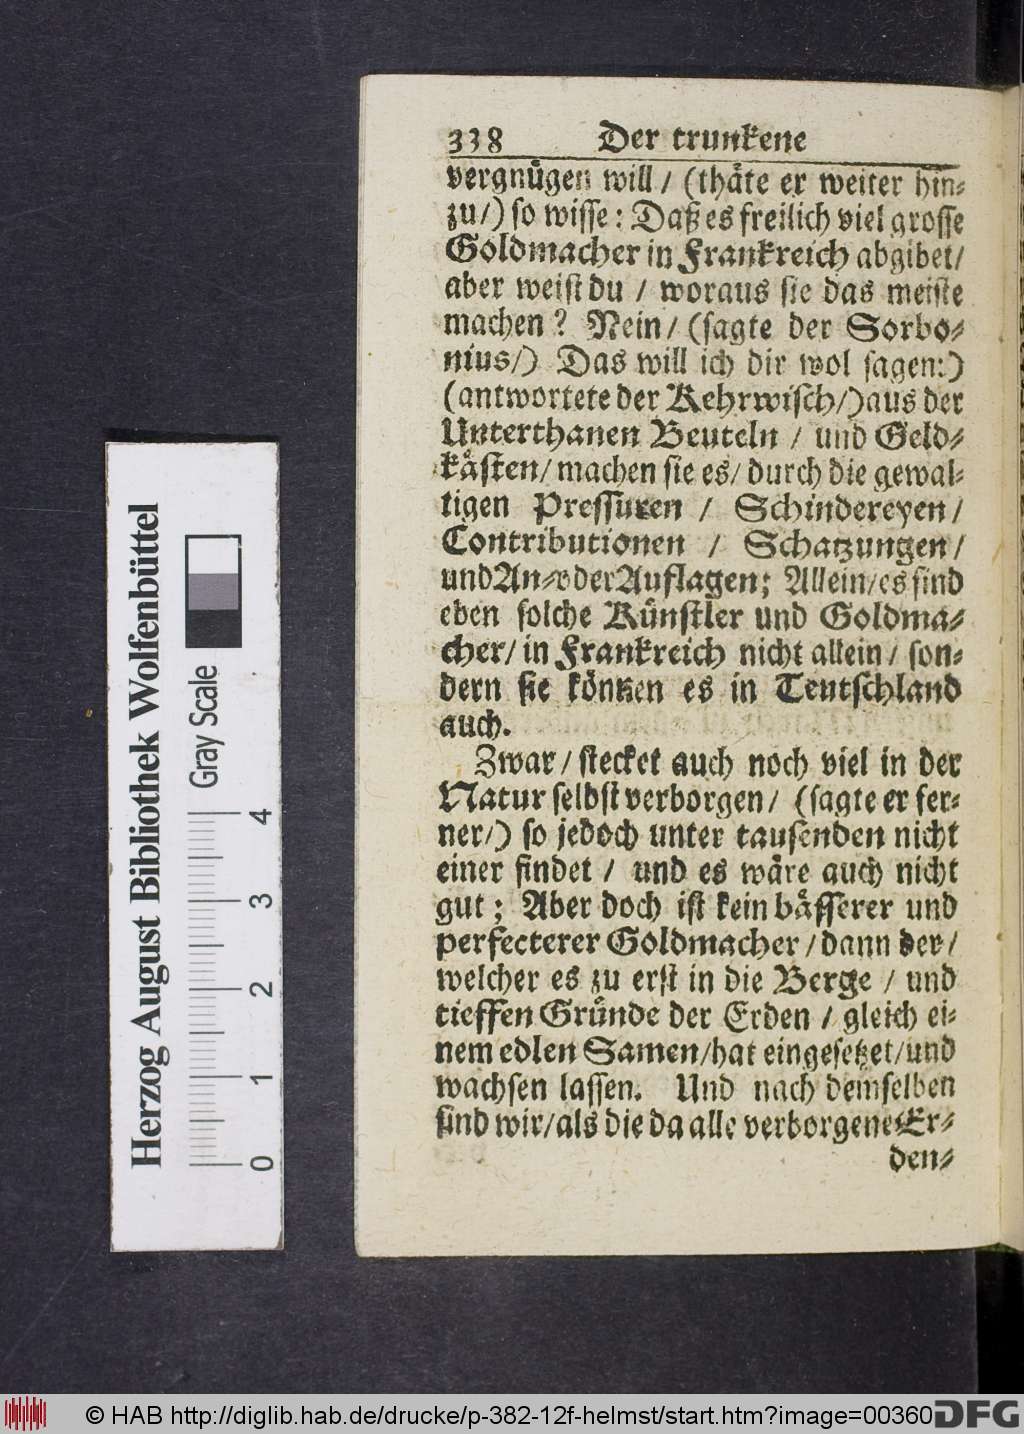 338 Der trunkene
vergnügen will / (thäte er weiter hin-
zu/) so wisse: Daß es freilich viel grosse
Goldmacher in Frankreich abgibet/
aber weist du / woraus sie das meiste
machen? Nein/ (sagte der Sorbo-
nius/) Das will ich dir wol sagen:)
(antwortete der Kehrwisch/) aus der
Unterthanen Beuteln / und Geld-
kästen/ machen sie es/ durch die gewal-
tigen Pressuren / Schindereyen/
Contributionen / Schatzungen/
und An- oder Auflagen; Allein/ es sind
eben solche Künstler und Goldma-
cher/ in Frankreich nicht allein/ son-
dern sie können es in Teutschland
auch.
Zwar / stecket auch noch viel in der
Natur selbst verborgen/ (sagte er fer-
ner/) so jedoch unter tausenden nicht
einer findet / und es wäre auch nicht
gut; Aber doch ist kein bässerer und
perfecterer Goldmacher / dann der/
welcher es zu erst in die Berge / und
tieffen Gründe der Erden / gleich ei-
nem edlen Samen/ hat eingesetzet/ und
wachsen lassen. Und nach demselben
sind wir/ als die da alle verborgene Er-
den-
Herzog August Bibliothek Wolfenbüttel
Gray Scale
0 1 2 3 4
© HAB http://diglib.hab.de/drucke/p-382-12f-helmst/start.htm?image=00360
DFG